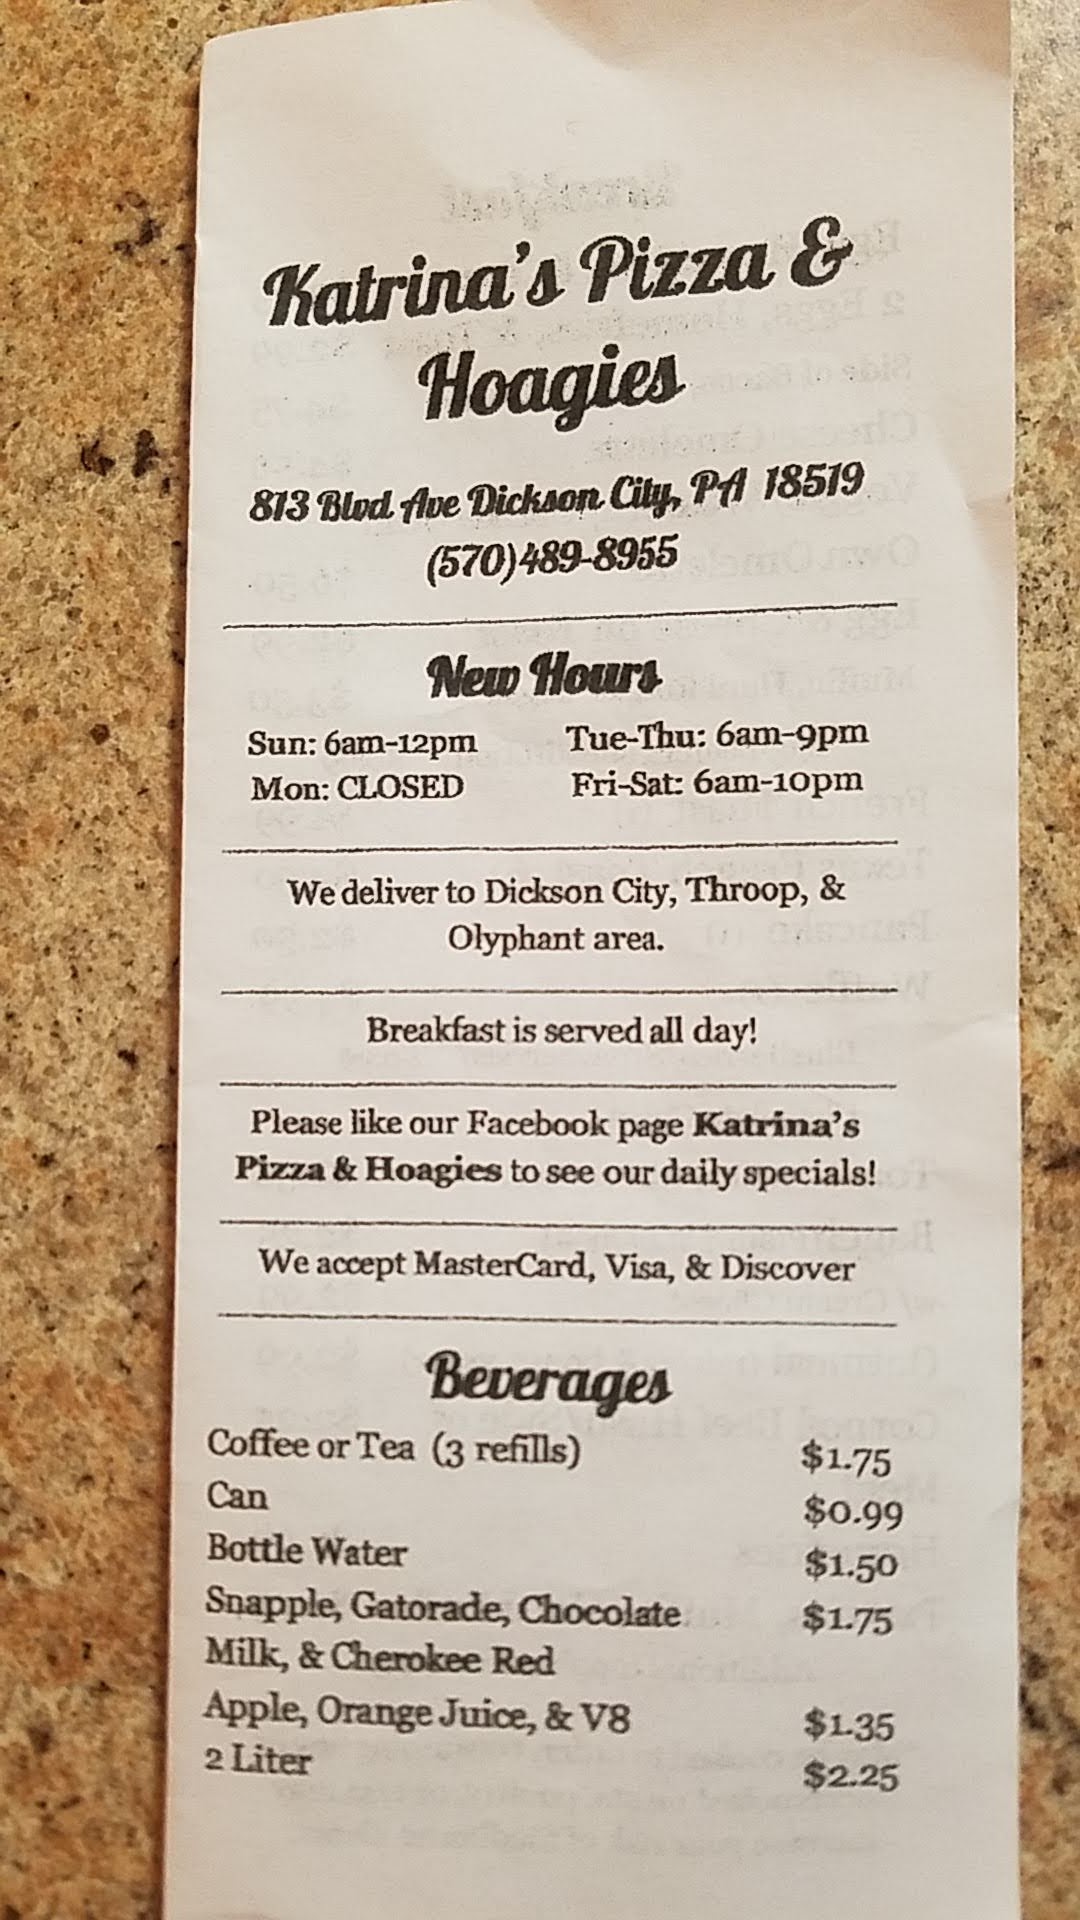 Katrina's Pizza &
Hoagies
813 Blvd Ave Dickson City, PA 18519
(570)489-8955
New Hours
Sun: 6am-12pm Tue-Thu: 6am-9pm
Mon: CLOSED Fri-Sat: 6am-10pm
We deliver to Dickson City, Throop, &
Olyphant area.
Breakfast is served all day!
Please like our Facebook page Katrina's
Pizza & Hoagies to see our daily specials!
We accept MasterCard, Visa, & Discover
Beverages
Coffee or Tea (3 refills) $1.75
Can $0.99
Bottle Water $1.50
Snapple, Gatorade, Chocolate $1.75
Milk, & Cherokee Red
Apple, Orange Juice, & V8 $1.35
2 Liter $2.25